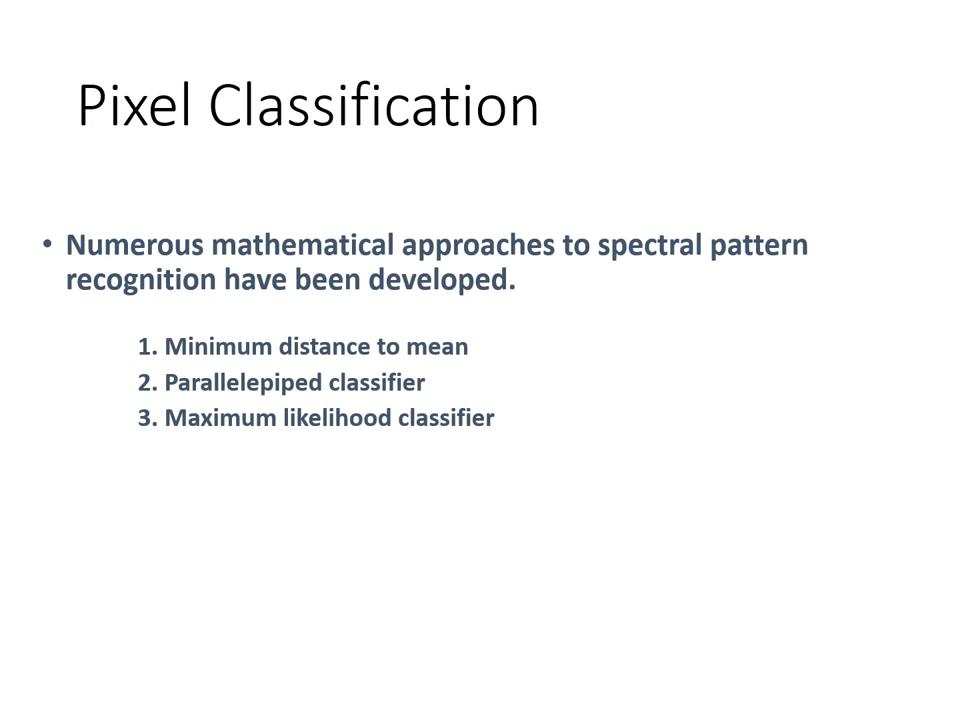 Pixel Classification
• Numerous mathematical approaches to spectral pattern
recognition have been developed.
1. Minimum distance to mean
2. Parallelepiped classifier
3. Maximum likelihood classifier